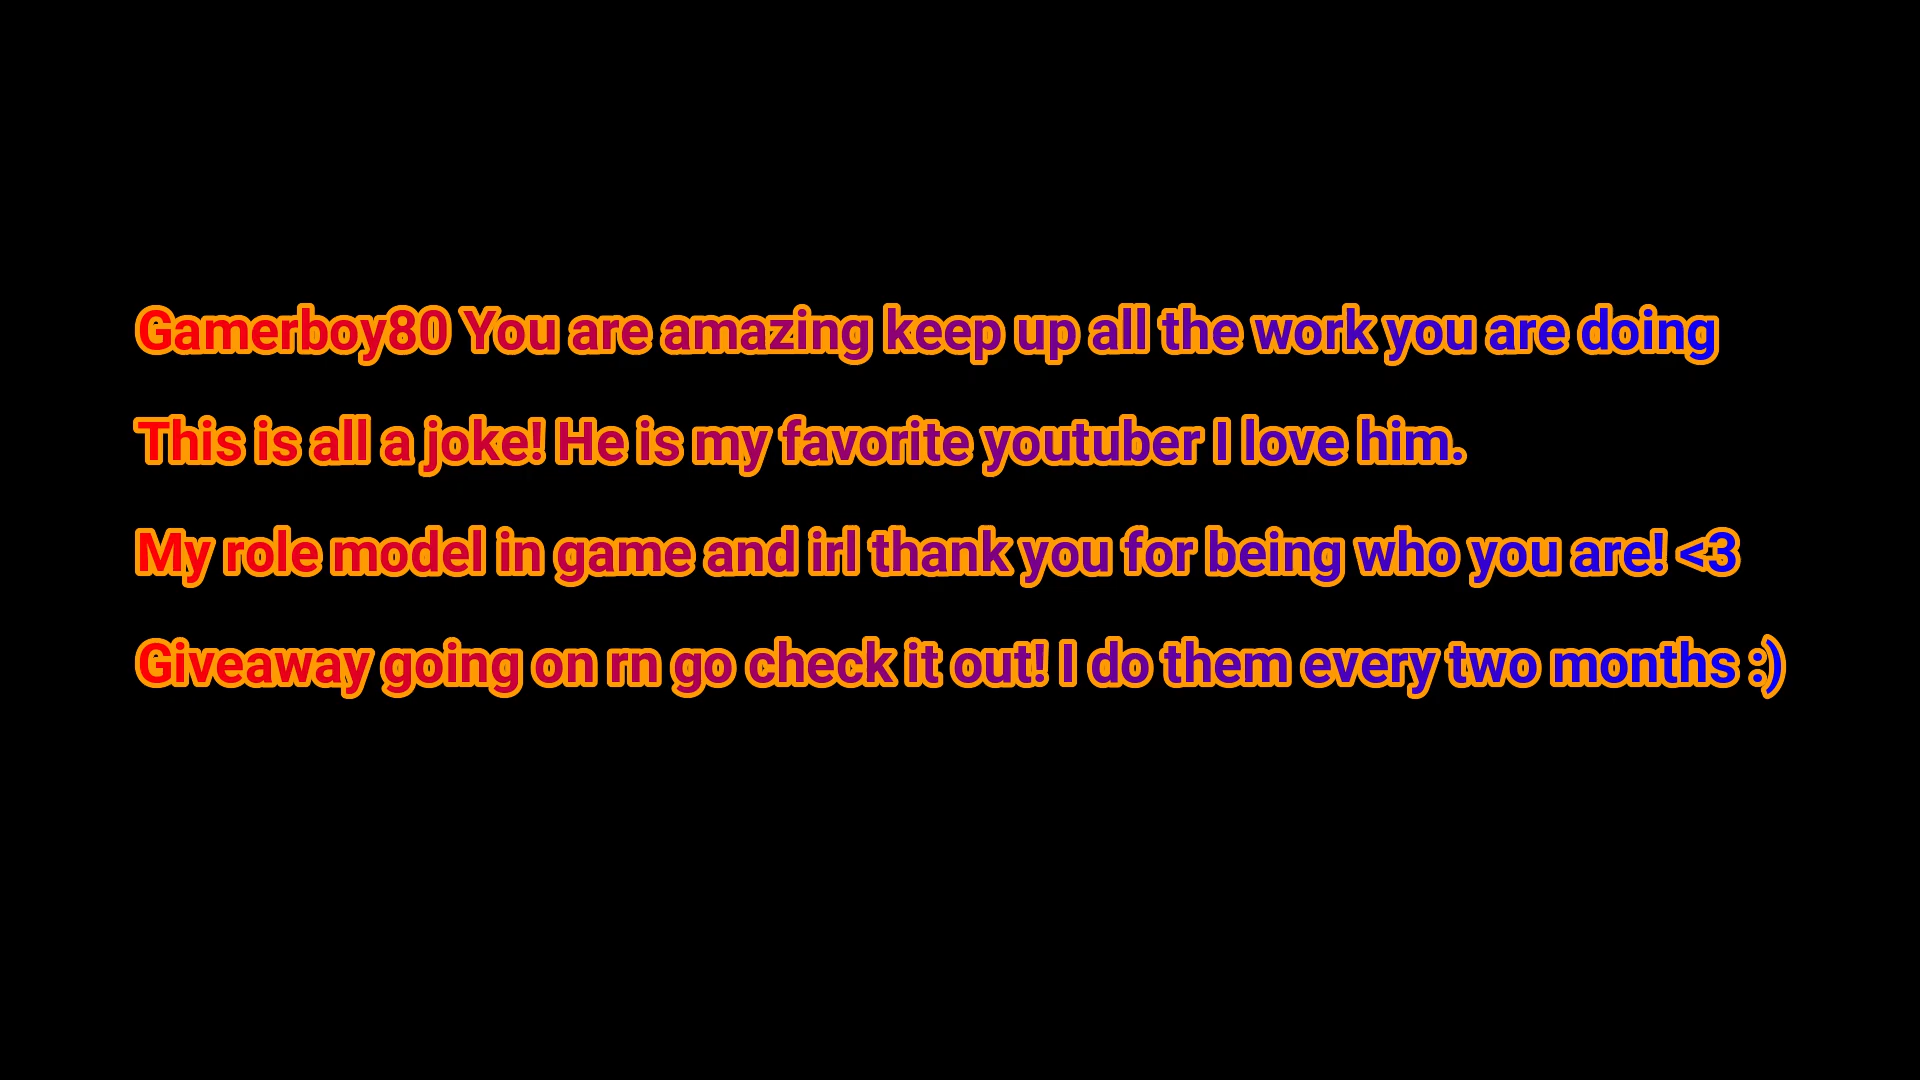 Gamerboy80 You are amazing keep up all the work you are doing
This is all a joke! He is my favorite youtuber I love him.
My role model in game and irl thank you for being who you are! <3
Giveaway going on rn go check it out! I do them every two months :)